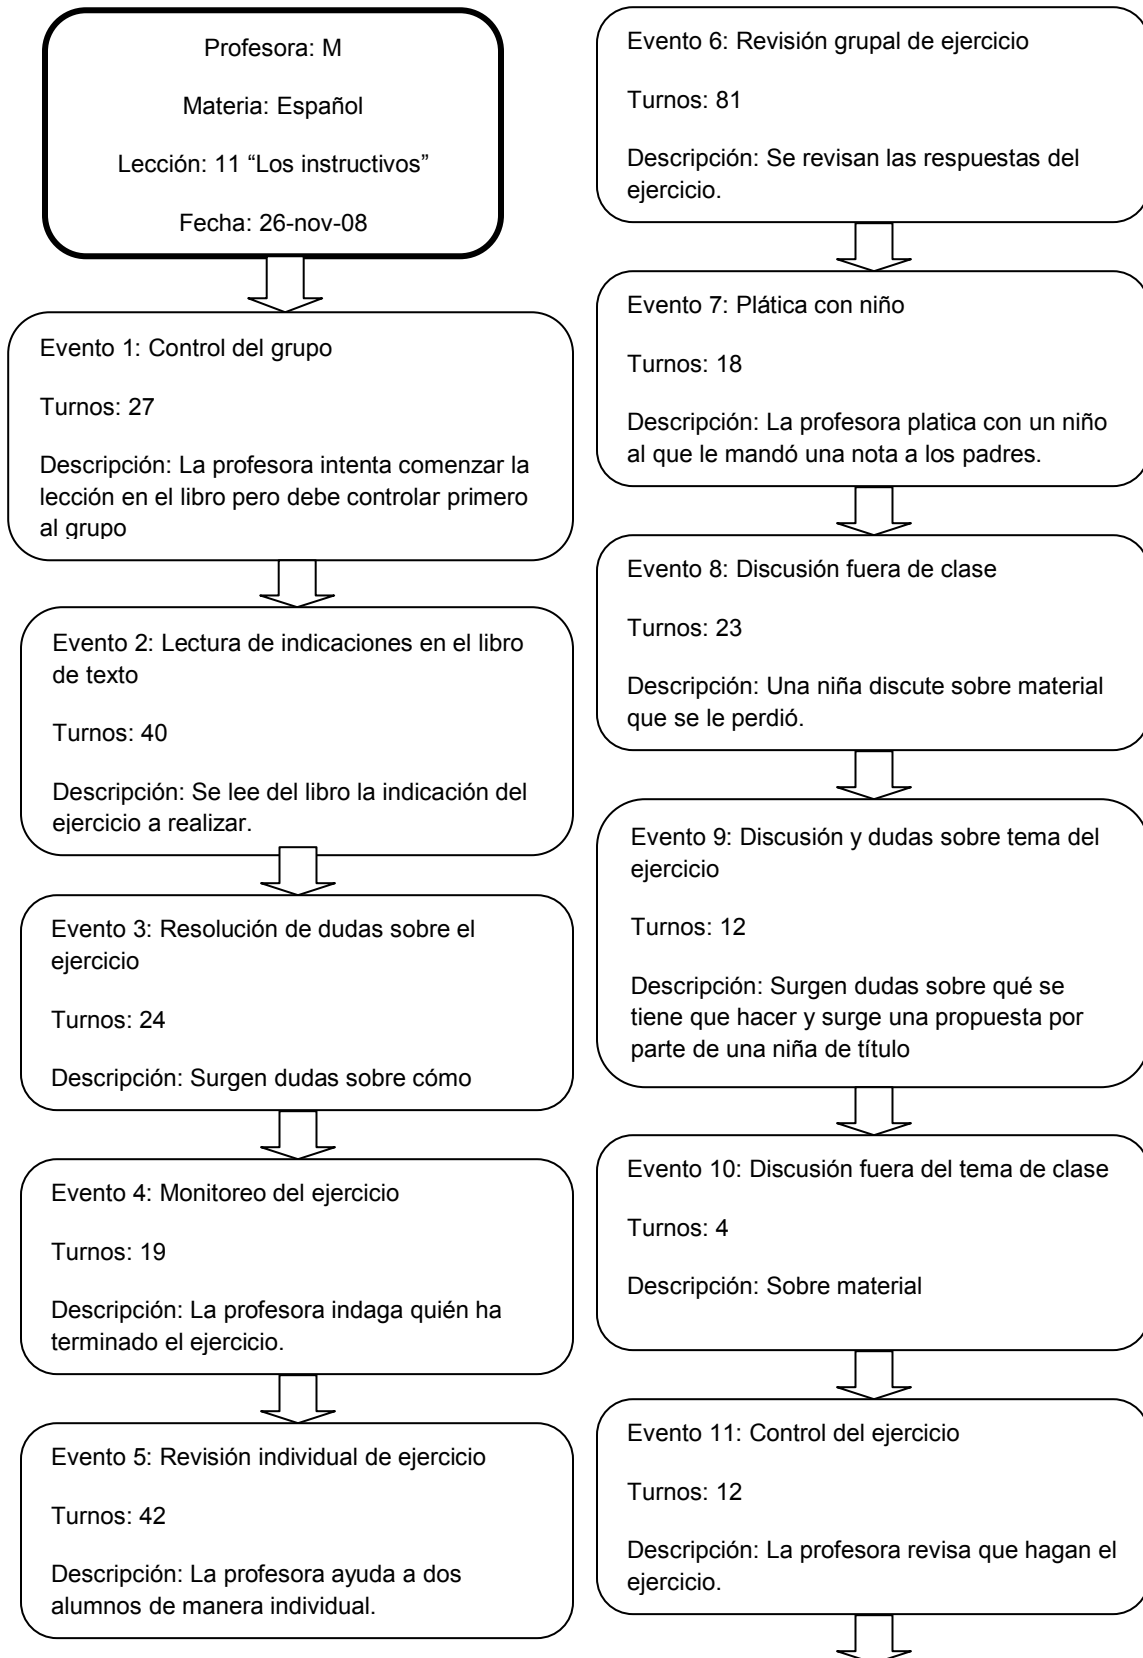 Profesora: M
Materia: Español
Lección: 11 “Los instructivos”
Fecha: 26-nov-08
Evento 1: Control del grupo
Turnos: 27
Descripción: La profesora intenta comenzar la
lección en el libro pero debe controlar primero
al grupo
Evento 2: Lectura de indicaciones en el libro
de texto
Turnos: 40
Descripción: Se lee del libro la indicación del
ejercicio a realizar.
Evento 3: Resolución de dudas sobre el
ejercicio
Turnos: 24
Descripción: Surgen dudas sobre cómo
Evento 4: Monitoreo del ejercicio
Turnos: 19
Descripción: La profesora indaga quién ha
terminado el ejercicio.
Evento 5: Revisión individual de ejercicio
Turnos: 42
Descripción: La profesora ayuda a dos
alumnos de manera individual.
Evento 6: Revisión grupal de ejercicio
Turnos: 81
Descripción: Se revisan las respuestas del
ejercicio.
Evento 7: Plática con niño
Turnos: 18
Descripción: La profesora platica con un niño
al que le mandó una nota a los padres.
Evento 8: Discusión fuera de clase
Turnos: 23
Descripción: Una niña discute sobre material
que se le perdió.
Evento 9: Discusión y dudas sobre tema del
ejercicio
Turnos: 12
Descripción: Surgen dudas sobre qué se
tiene que hacer y surge una propuesta por
parte de una niña de título
Evento 10: Discusión fuera del tema de clase
Turnos: 4
Descripción: Sobre material
Evento 11: Control del ejercicio
Turnos: 12
Descripción: La profesora revisa que hagan el
ejercicio.